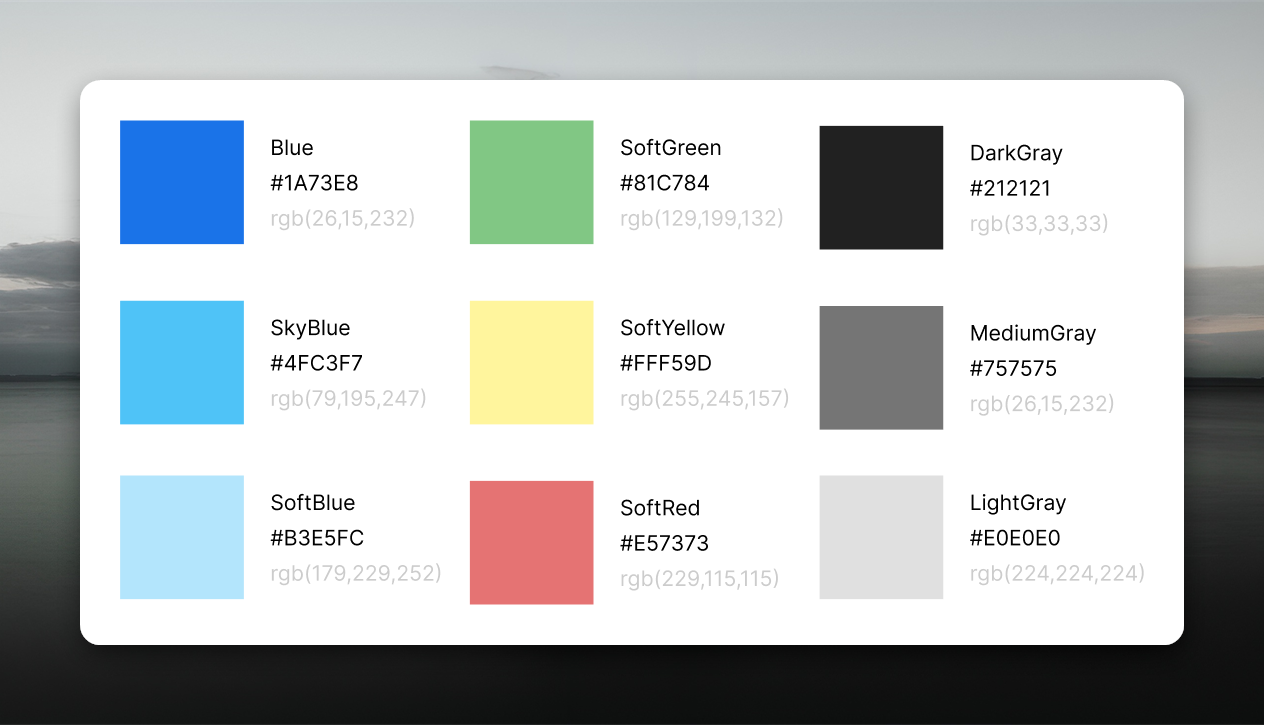 Blue
#1A73E8
rgb(26,15,232)
SoftGreen
#81C784
rgb(129,199,132)
DarkGray
#212121
rgb(33,33,33)
SkyBlue
#4FC3F7
rgb(79,195,247)
SoftYellow
#FFF59D
rgb(255,245,157)
MediumGray
#757575
rgb(26,15,232)
SoftBlue
#B3E5FC
rgb(179,229,252)
SoftRed
#E57373
rgb(229,115,115)
LightGray
#E0E0E0
rgb(224,224,224)